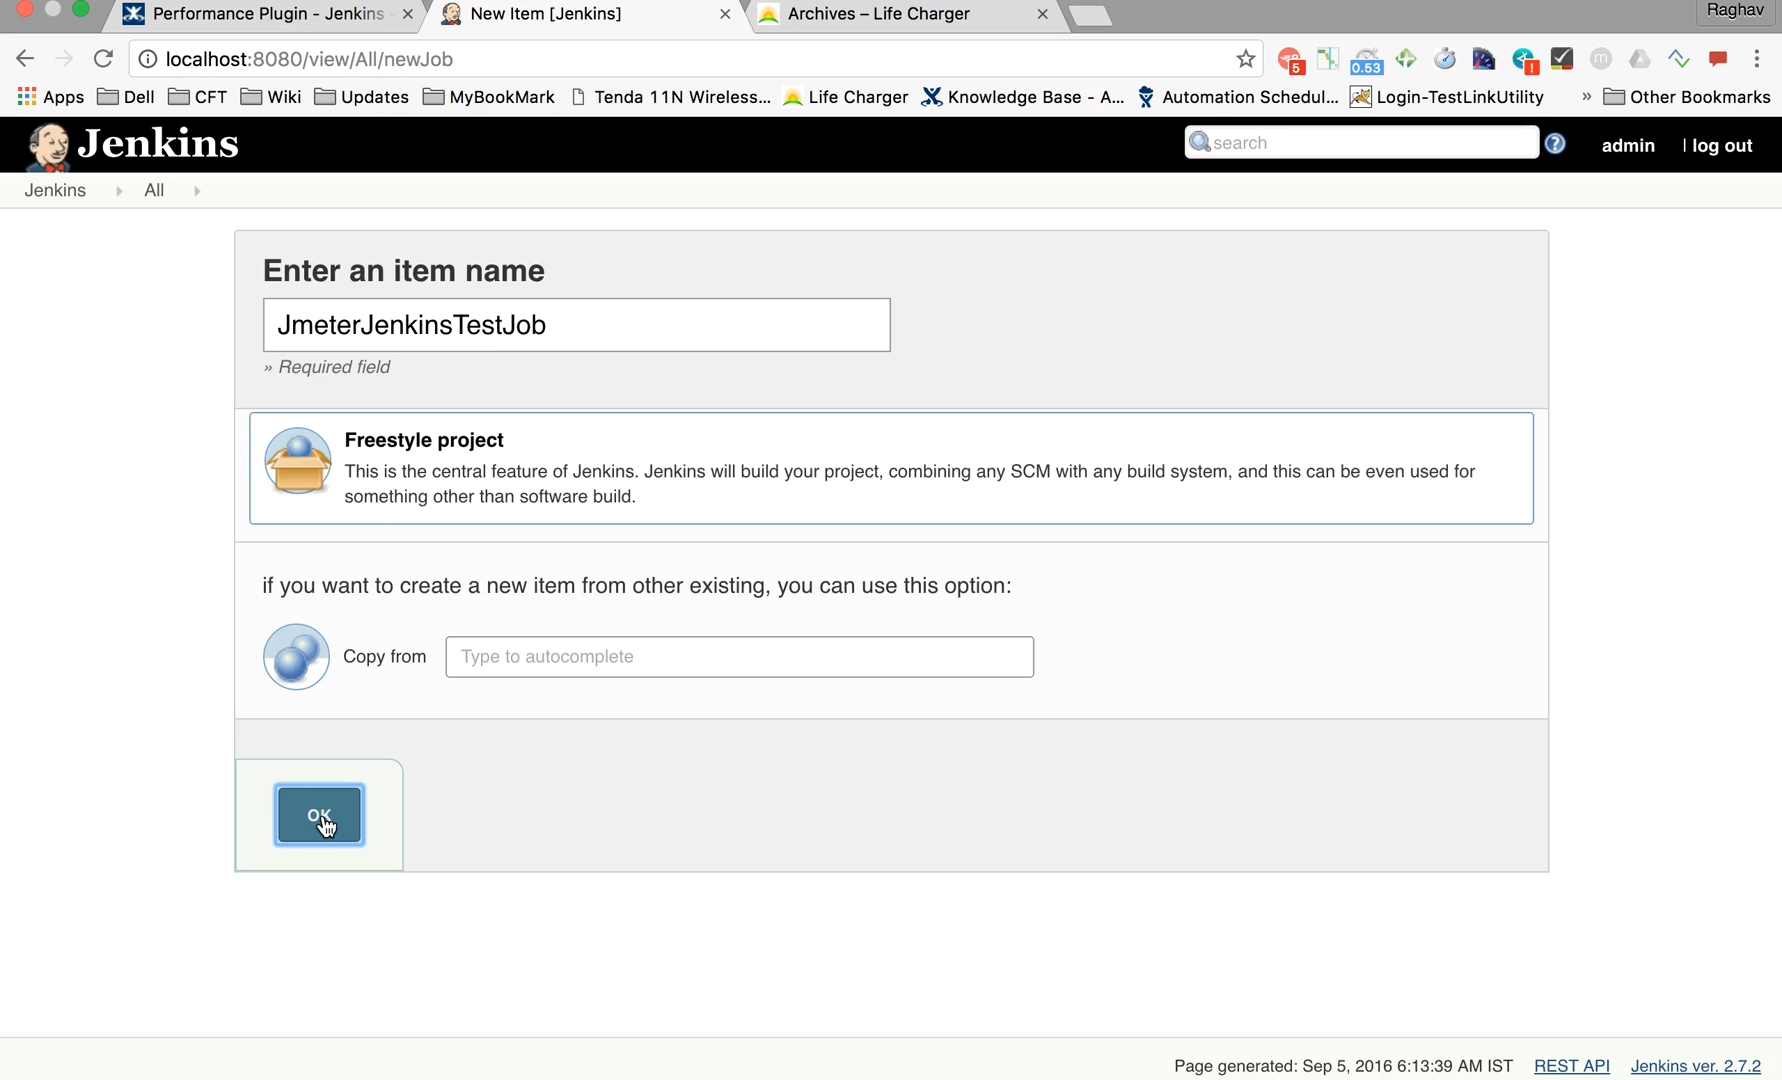 Performance Plugin - Jenkins
New Item [Jenkins]
Archives – Life Charger
Raghav
localhost:8080/view/All/newJob
5
0.53
!
m
Apps
Dell
CFT
Wiki
Updates
MyBookMark
Tenda 11N Wireless...
Life Charger
Knowledge Base - A...
Automation Schedul...
Login-TestLinkUtility
»
Other Bookmarks
Jenkins
search
?
admin
| log out
Jenkins
All
Enter an item name
JmeterJenkinsTestJob
» Required field
Freestyle project
This is the central feature of Jenkins. Jenkins will build your project, combining any SCM with any build system, and this can be even used for
something other than software build.
if you want to create a new item from other existing, you can use this option:
Copy from
Type to autocomplete
OK
Page generated: Sep 5, 2016 6:13:39 AM IST
REST API
Jenkins ver. 2.7.2